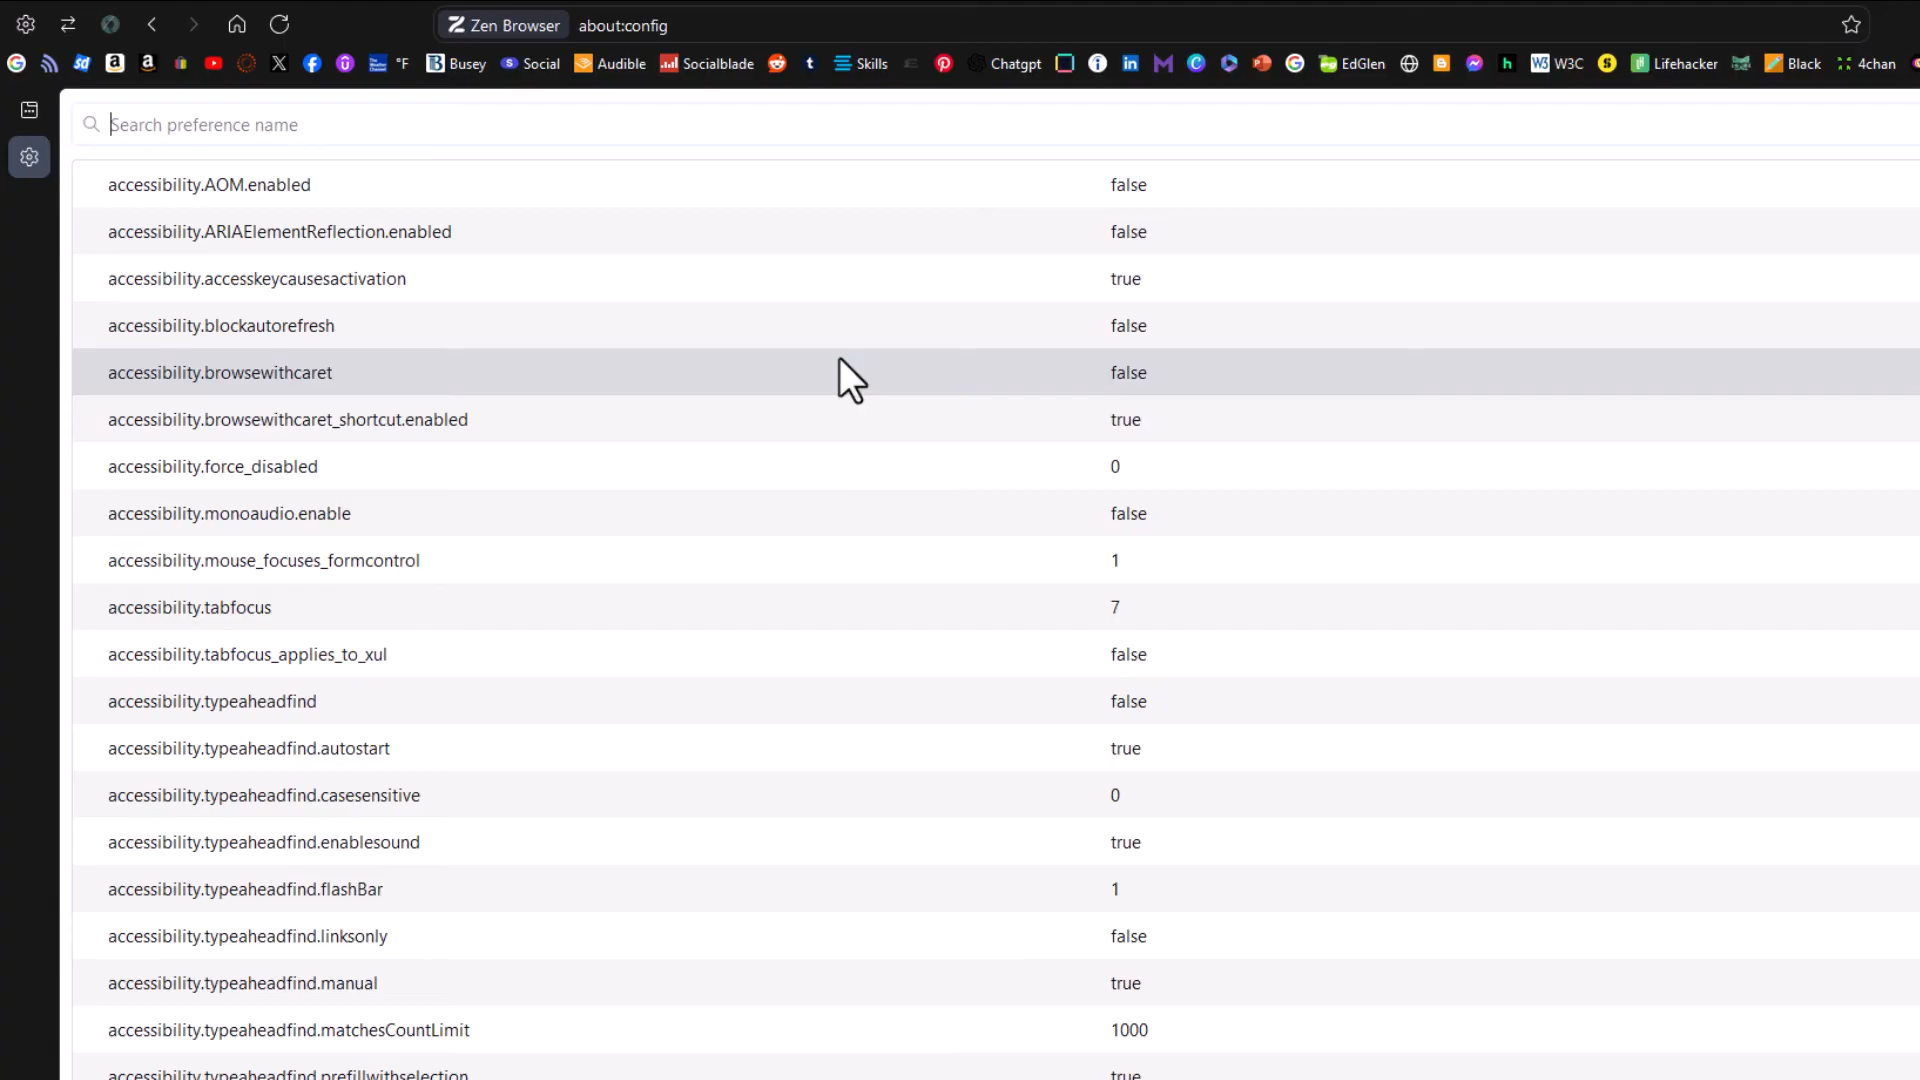 Zen Browser about:config
°F Busey Social Audible Socialblade Skills Chatgpt EdGlen W3C Lifehacker Black 4chan
Search preference name
accessibility.AOM.enabled false
accessibility.ARIAElementReflection.enabled false
accessibility.accesskeycausesactivation true
accessibility.blockautorefresh false
accessibility.browsewithcaret false
accessibility.browsewithcaret_shortcut.enabled true
accessibility.force_disabled 0
accessibility.monoaudio.enable false
accessibility.mouse_focuses_formcontrol 1
accessibility.tabfocus 7
accessibility.tabfocus_applies_to_xul false
accessibility.typeaheadfind false
accessibility.typeaheadfind.autostart true
accessibility.typeaheadfind.casesensitive 0
accessibility.typeaheadfind.enablesound true
accessibility.typeaheadfind.flashBar 1
accessibility.typeaheadfind.linksonly false
accessibility.typeaheadfind.manual true
accessibility.typeaheadfind.matchesCountLimit 1000
accessibility.typeaheadfind.prefillwithselection true